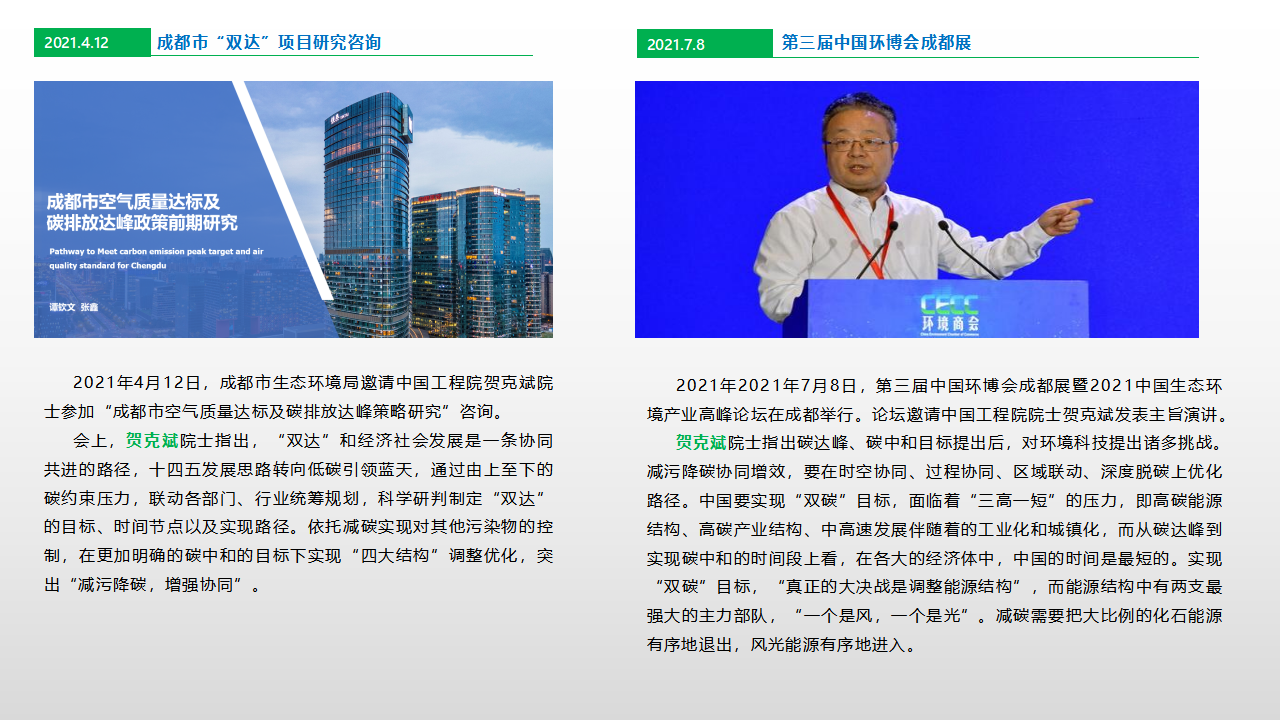 2021.4.12
成都市“双达”项目研究咨询
成都市空气质量达标及
碳排放达峰政策前期研究
Pathway to Meet carbon emission peak target and air
quality standard for Chengdu
谭钦文 张鑫
2021年4月12日，成都市生态环境局邀请中国工程院贺克斌院
士参加“成都市空气质量达标及碳排放达峰策略研究”咨询。
会上，贺克斌院士指出，“双达”和经济社会发展是一条协同
共进的路径，十四五发展思路转向低碳引领蓝天，通过由上至下的
碳约束压力，联动各部门、行业统筹规划，科学研判制定“双达”
的目标、时间节点以及实现路径。依托减碳实现对其他污染物的控
制，在更加明确的碳中和的目标下实现“四大结构”调整优化，突
出“减污降碳，增强协同”。
2021.7.8
第三届中国环博会成都展
CECC
环境商会
China Environmental Chamber of Commerce
2021年2021年7月8日，第三届中国环博会成都展暨2021中国生态环
境产业高峰论坛在成都举行。论坛邀请中国工程院院士贺克斌发表主旨演讲。
贺克斌院士指出碳达峰、碳中和目标提出后，对环境科技提出诸多挑战。
减污降碳协同增效，要在时空协同、过程协同、区域联动、深度脱碳上优化
路径。中国要实现“双碳”目标，面临着“三高一短”的压力，即高碳能源
结构、高碳产业结构、中高速发展伴随着的工业化和城镇化，而从碳达峰到
实现碳中和的时间段上看，在各大的经济体中，中国的时间是最短的。实现
“双碳”目标，“真正的大决战是调整能源结构”，而能源结构中有两支最
强大的主力部队，“一个是风，一个是光”。减碳需要把大比例的化石能源
有序地退出，风光能源有序地进入。